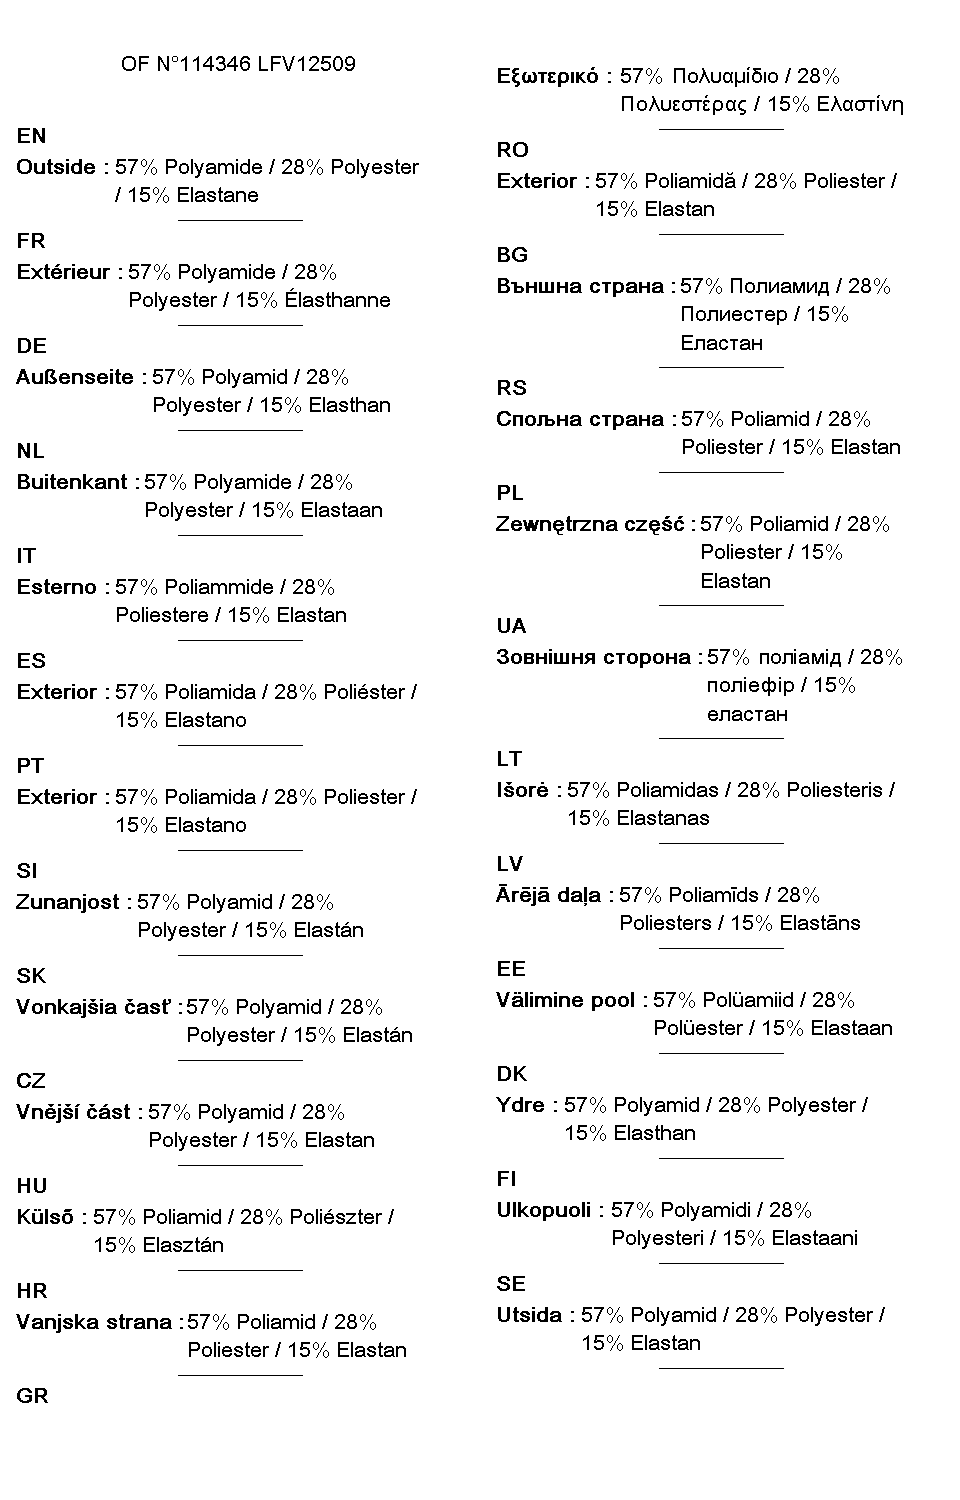 OF N°114346 LFV12509
EN
Outside : 57% Polyamide / 28% Polyester
/ 15% Elastane
FR
Extérieur : 57% Polyamide / 28%
Polyester / 15% Élasthanne
DE
Außenseite : 57% Polyamid / 28%
Polyester / 15% Elasthan
NL
Buitenkant : 57% Polyamide / 28%
Polyester / 15% Elastaan
IT
Esterno : 57% Poliammide / 28%
Poliestere / 15% Elastan
ES
Exterior : 57% Poliamida / 28% Poliéster /
15% Elastano
PT
Exterior : 57% Poliamida / 28% Poliester /
15% Elastano
SI
Zunanjost : 57% Polyamid / 28%
Polyester / 15% Elastán
SK
Vonkajšia časť : 57% Polyamid / 28%
Polyester / 15% Elastán
CZ
Vnější část : 57% Polyamid / 28%
Polyester / 15% Elastan
HU
Külső : 57% Poliamid / 28% Poliészter /
15% Elasztán
HR
Vanjska strana : 57% Poliamid / 28%
Poliester / 15% Elastan
GR
Εξωτερικό : 57% Πολυαμίδιο / 28%
Πολυεστέρας / 15% Ελαστίνη
RO
Exterior : 57% Poliamidă / 28% Poliester /
15% Elastan
BG
Външна страна : 57% Полиамид / 28%
Полиестер / 15%
Еластан
RS
Спољна страна : 57% Poliamid / 28%
Poliester / 15% Elastan
PL
Zewnętrzna część : 57% Poliamid / 28%
Poliester / 15%
Elastan
UA
Зовнішня сторона : 57% поліамід / 28%
поліефір / 15%
еластан
LT
Išorė : 57% Poliamidas / 28% Poliesteris /
15% Elastanas
LV
Ārējā daļa : 57% Poliamīds / 28%
Poliesters / 15% Elastāns
EE
Välimine pool : 57% Polüamiid / 28%
Polüester / 15% Elastaan
DK
Ydre : 57% Polyamid / 28% Polyester /
15% Elasthan
FI
Ulkopuoli : 57% Polyamidi / 28%
Polyesteri / 15% Elastaani
SE
Utsida : 57% Polyamid / 28% Polyester /
15% Elastan